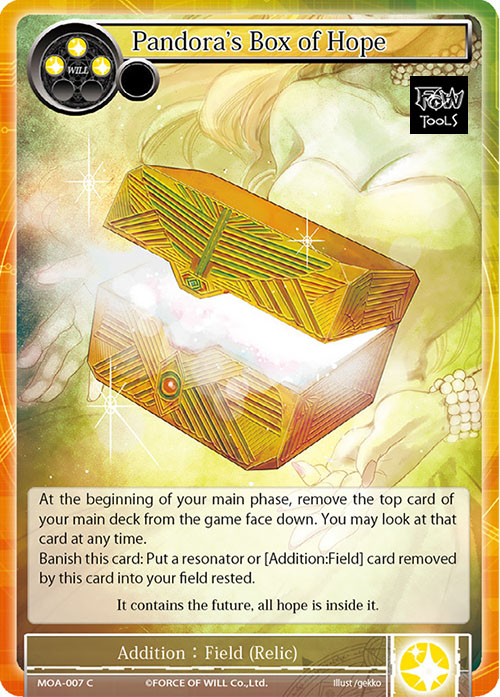 Pandora's Box of Hope
WILL
FoW
TOOLS
At the beginning of your main phase, remove the top card of
your main deck from the game face down. You may look at that
card at any time.
Banish this card: Put a resonator or [Addition:Field] card removed
by this card into your field rested.
It contains the future, all hope is inside it.
Addition : Field (Relic)
MOA-007 C ©FORCE OF WILL Co.,Ltd. Illust /gekko